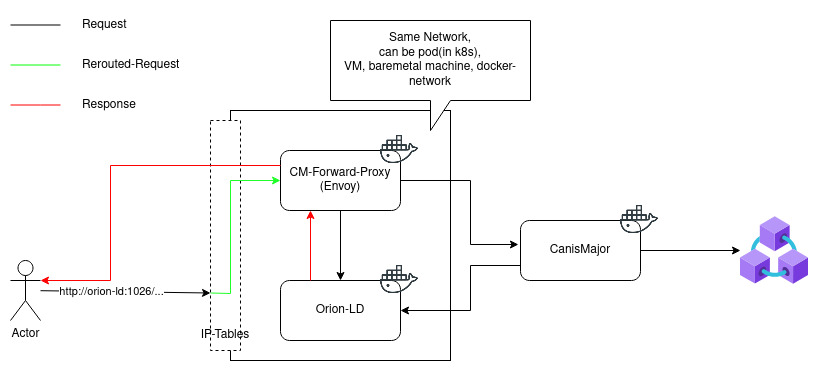 Request
Rerouted-Request
Response
Same Network,
can be pod(in k8s),
VM, baremetal machine, docker-
network
CM-Forward-Proxy
(Envoy)
CanisMajor
http://orion-ld:1026/...
Orion-LD
Actor
IP-Tables